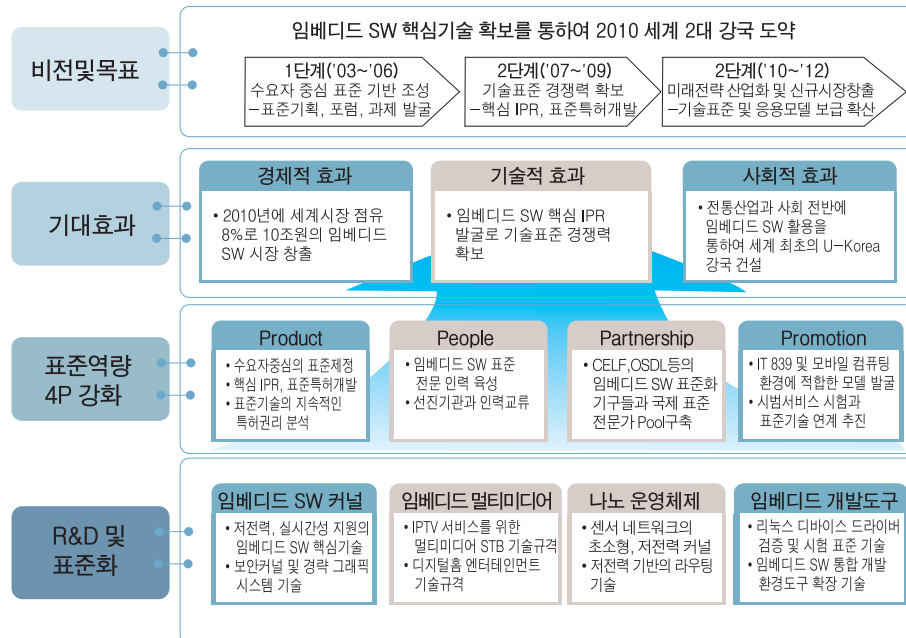 비전및목표
임베디드 SW 핵심기술 확보를 통하여 2010 세계 2대 강국 도약
1단계('03~'06)
수요자 중심 표준 기반 조성
–표준기획, 포럼, 과제 발굴
2단계('07~'09)
기술표준 경쟁력 확보
–핵심 IPR, 표준특허개발
2단계('10~'12)
미래전략 산업화 및 신규시장창출
–기술표준 및 응용모델 보급 확산
기대효과
경제적 효과
• 2010년에 세계시장 점유
8%로 10조원의 임베디드
SW 시장 창출
기술적 효과
• 임베디드 SW 핵심 IPR
발굴로 기술표준 경쟁력
확보
사회적 효과
• 전통산업과 사회 전반에
임베디드 SW 활용을
통하여 세계 최초의 U–Korea
강국 건설
표준역량
4P 강화
Product
• 수요자중심의 표준제정
• 핵심 IPR, 표준특허개발
• 표준기술의 지속적인
특허권리 분석
People
• 임베디드 SW 표준
전문 인력 육성
• 선진기관과 인력교류
Partnership
• CELF,OSDL등의
임베디드 SW 표준화
기구들과 국제 표준
전문가 Pool구축
Promotion
• IT 839 및 모바일 컴퓨팅
환경에 적합한 모델 발굴
• 시범서비스 시험과
표준기술 연계 추진
R&D 및
표준화
임베디드 SW 커널
• 저전력, 실시간성 지원의
임베디드 SW 핵심기술
• 보안커널 및 경략 그래픽
시스템 기술
임베디드 멀티미디어
• IPTV 서비스를 위한
멀티미디어 STB 기술규격
• 디지털홈 엔터테인먼트
기술규격
나노 운영체제
• 센서 네트워크의
초소형, 저전력 커널
• 저전력 기반의 라우팅
기술
임베디드 개발도구
• 리눅스 디바이스 드라이버
검증 및 시험 표준 기술
• 임베디드 SW 통합 개발
환경도구 확장 기술